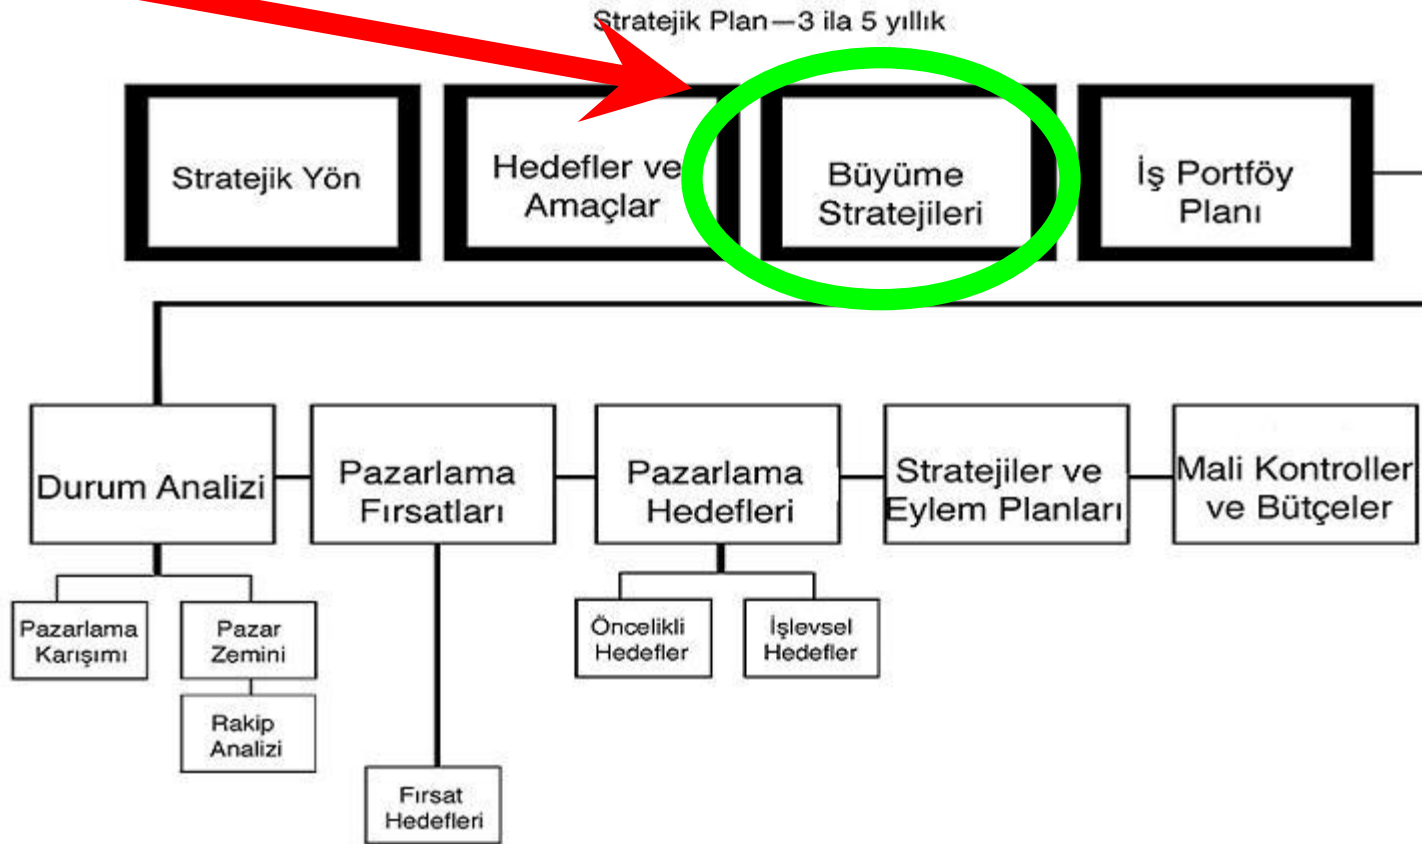 Stratejik Plan—3 ila 5 yıllık
Stratejik Yön
Hedefler ve
Amaçlar
Büyüme
Stratejileri
İş Portföy
Planı
Durum Analizi
Pazarlama
Fırsatları
Pazarlama
Hedefleri
Stratejiler ve
Eylem Planları
Mali Kontroller
ve Bütçeler
Pazarlama
Karışımı
Pazar
Zemini
Rakip
Analizi
Fırsat
Hedefleri
Öncelikli
Hedefler
İşlevsel
Hedefler